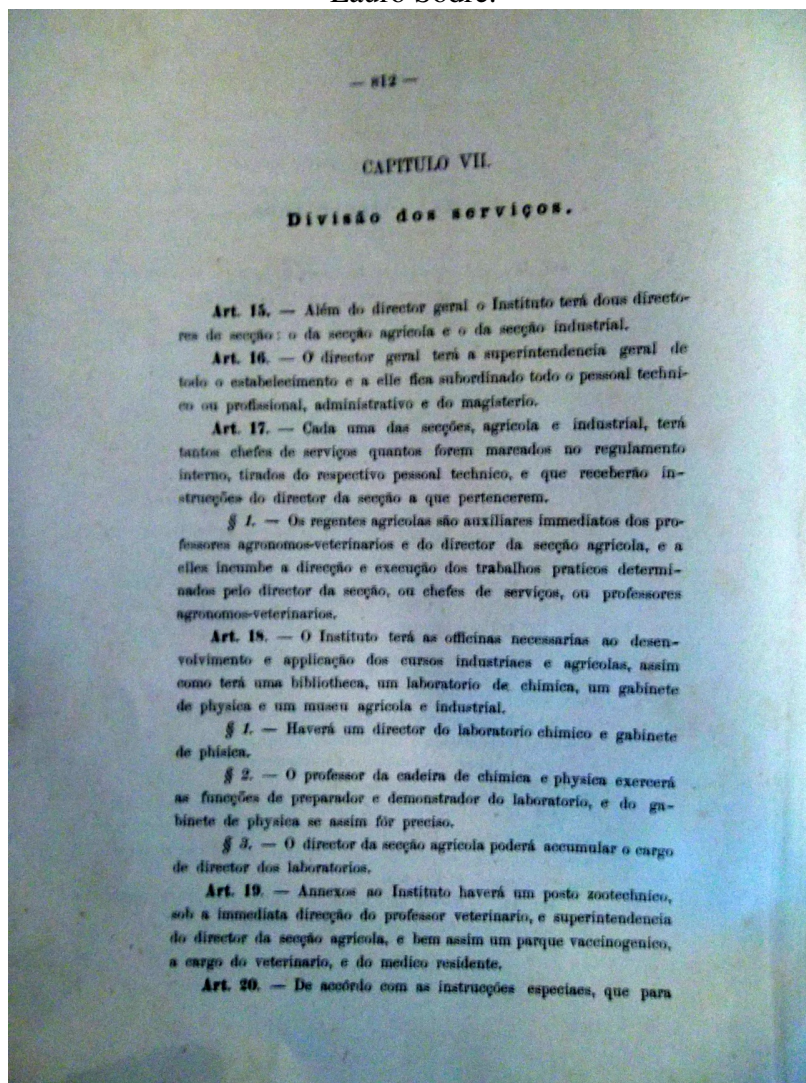 Lauro Sodré.
— 812 —
CAPITULO VII.
Divisão dos serviços.
Art. 15. — Além do director geral o Instituto terá dous directo-
res de secção: o da secção agricola e o da secção industrial.
Art. 16. — O director geral terá a superintendencia geral de
todo o estabelecimento e a elle fica subordinado todo o pessoal techni-
co ou profissional, administrativo e do magisterio.
Art. 17. — Cada uma das secções, agricola e industrial, terá
tantos chefes de serviços quantos forem marcados no regulamento
interno, tirados do respectivo pessoal technico, e que receberão in-
strucções do director da secção a que pertencerem.
§ 1. — Os regentes agricolas são auxiliares immediatos dos pro-
fessores agronomos-veterinarios e do director da secção agricola, e a
elles incumbe a direcção e execução dos trabalhos praticos determi-
nados pelo director da secção, ou chefes de serviços, ou professores
agronomos-veterinarios.
Art. 18. — O Instituto terá as officinas necessarias ao desen-
volvimento e applicação dos cursos industriaes e agricolas, assim
como terá uma bibliotheca, um laboratorio de chimica, um gabinete
de physica e um museu agricola e industrial.
§ 1. — Haverá um director do laboratorio chimico e gabinete
de phisica.
§ 2. — O professor da cadeira de chimica e physica exercerá
as funcções de preparador e demonstrador do laboratorio, e do ga-
binete de physica se assim fôr preciso.
§ 3. — O director da secção agricola poderá accumular o cargo
de director dos laboratorios.
Art. 19. — Annexos ao Instituto haverá um posto zootechnico,
sob a immediata direcção do professor veterinario, e superintendencia
do director da secção agricola, e bem assim um parque vaccinogenico,
a cargo do veterinario, e do medico residente.
Art. 20. — De accôrdo com as instrucções especiaes, que para